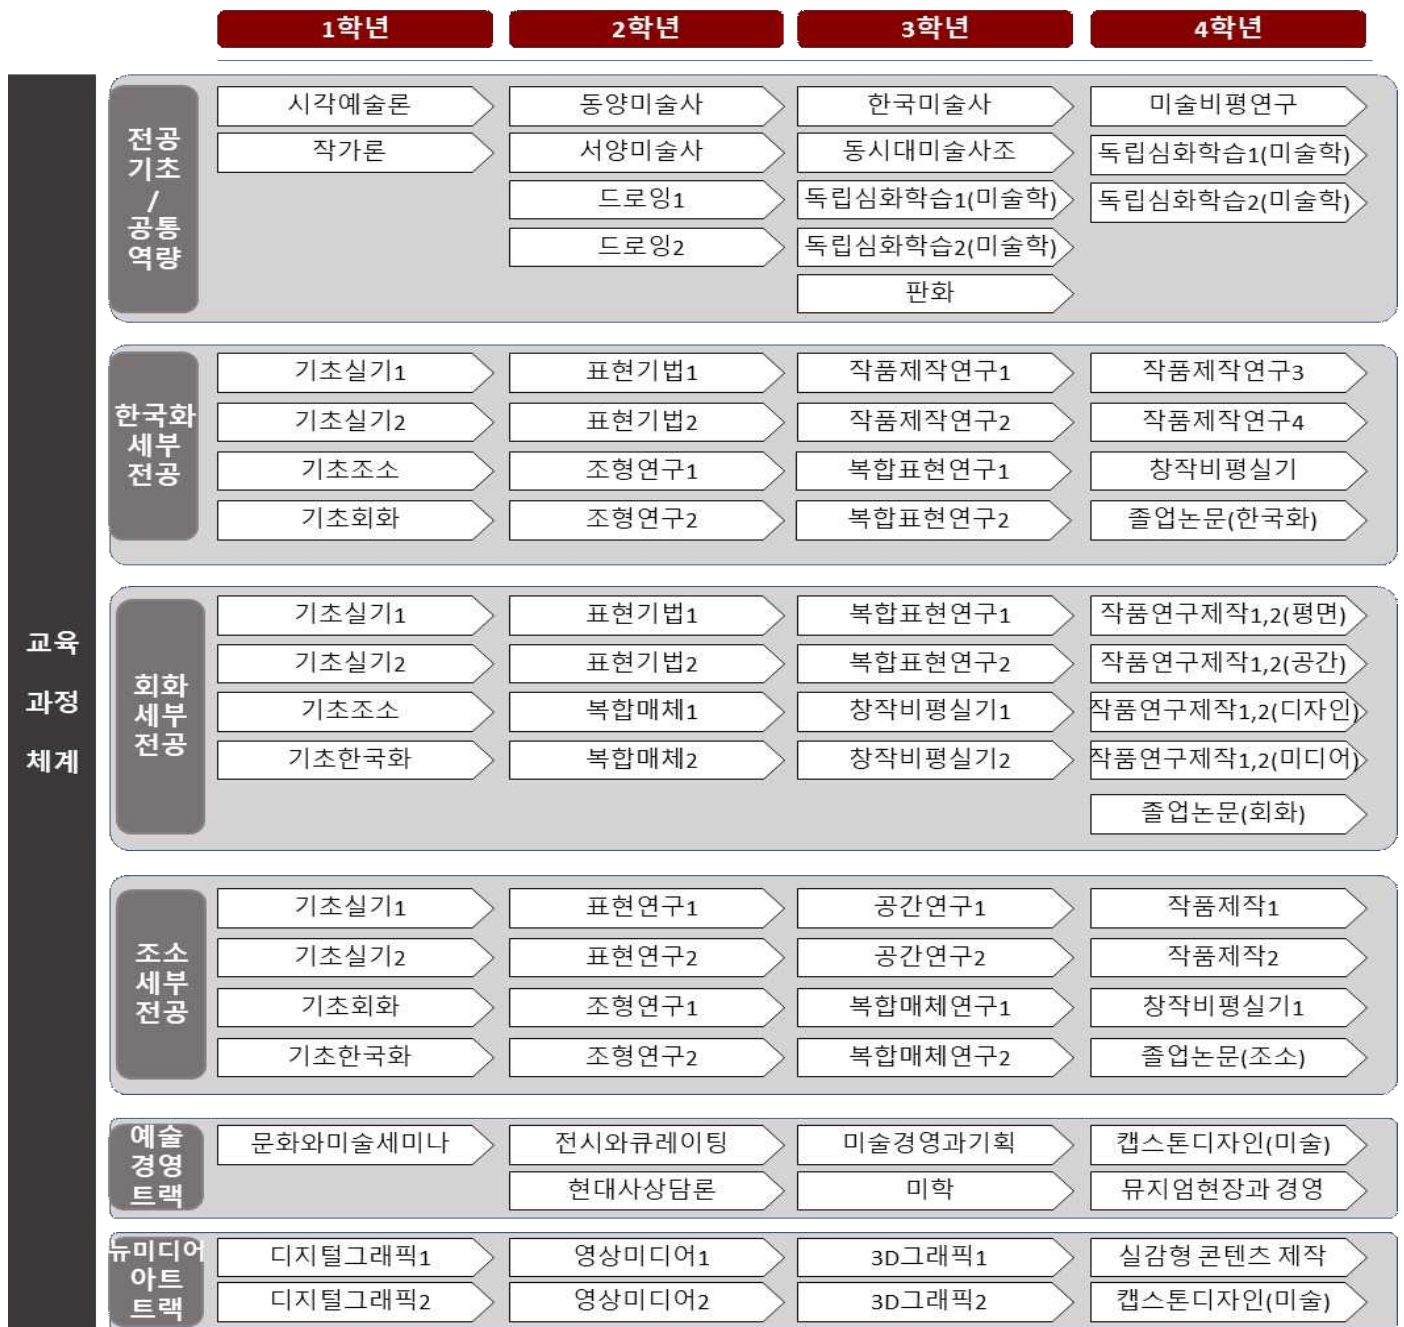 1학년
2학년
3학년
4학년
교육
과정
체계
전공
기초
/
공통
역량
시각예술론
동양미술사
한국미술사
미술비평연구
작가론
서양미술사
동시대미술사조
독립심화학습1(미술학)
드로잉1
독립심화학습1(미술학)
독립심화학습2(미술학)
드로잉2
독립심화학습2(미술학)
판화
한국화
세부
전공
기초실기1
표현기법1
작품제작연구1
작품제작연구3
기초실기2
표현기법2
작품제작연구2
작품제작연구4
기초조소
조형연구1
복합표현연구1
창작비평실기
기초회화
조형연구2
복합표현연구2
졸업논문(한국화)
회화
세부
전공
기초실기1
표현기법1
복합표현연구1
작품연구제작1,2(평면)
기초실기2
표현기법2
복합표현연구2
작품연구제작1,2(공간)
기초조소
복합매체1
창작비평실기1
작품연구제작1,2(디자인)
기초한국화
복합매체2
창작비평실기2
작품연구제작1,2(미디어)
졸업논문(회화)
조소
세부
전공
기초실기1
표현연구1
공간연구1
작품제작1
기초실기2
표현연구2
공간연구2
작품제작2
기초회화
조형연구1
복합매체연구1
창작비평실기1
기초한국화
조형연구2
복합매체연구2
졸업논문(조소)
예술
경영
트랙
문화와미술세미나
전시와큐레이팅
미술경영과기획
캡스톤디자인(미술)
현대사상담론
미학
뮤지엄현장과 경영
뉴미디어
아트
트랙
디지털그래픽1
영상미디어1
3D그래픽1
실감형 콘텐츠 제작
디지털그래픽2
영상미디어2
3D그래픽2
캡스톤디자인(미술)